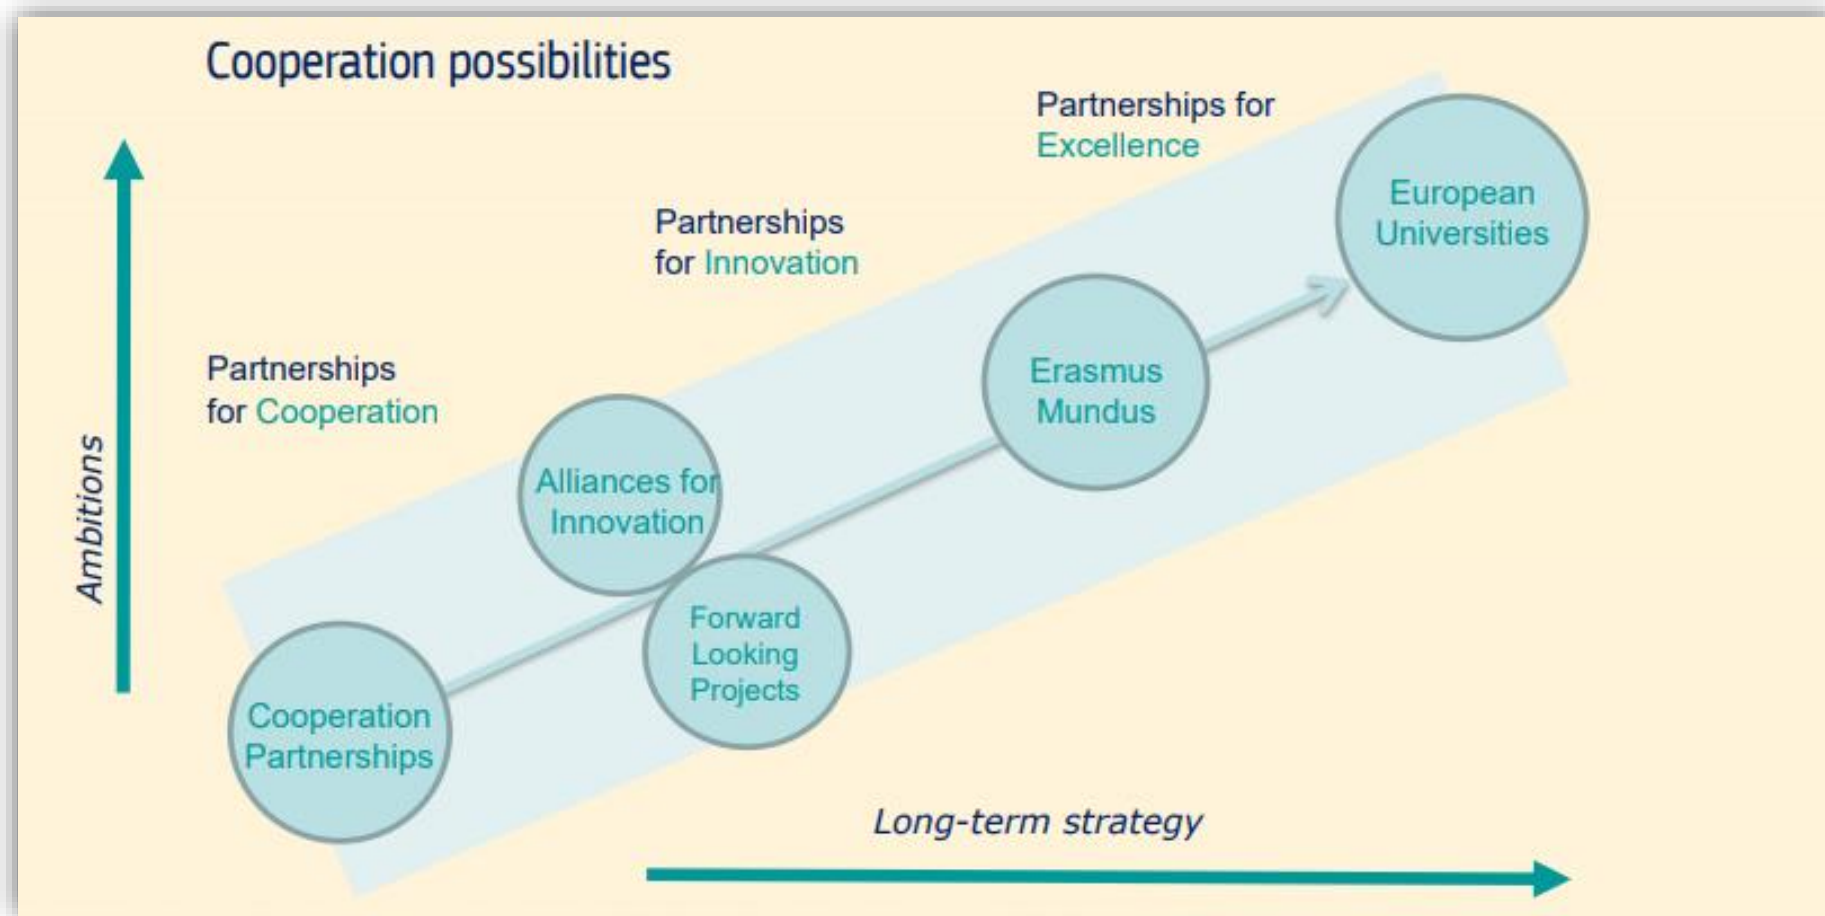 Cooperation possibilities
Partnerships for
Excellence
European
Universities
Partnerships
for Innovation
Erasmus
Mundus
Partnerships
for Cooperation
Alliances for
Innovation
Ambitions
Forward
Looking
Projects
Cooperation
Partnerships
Long-term strategy